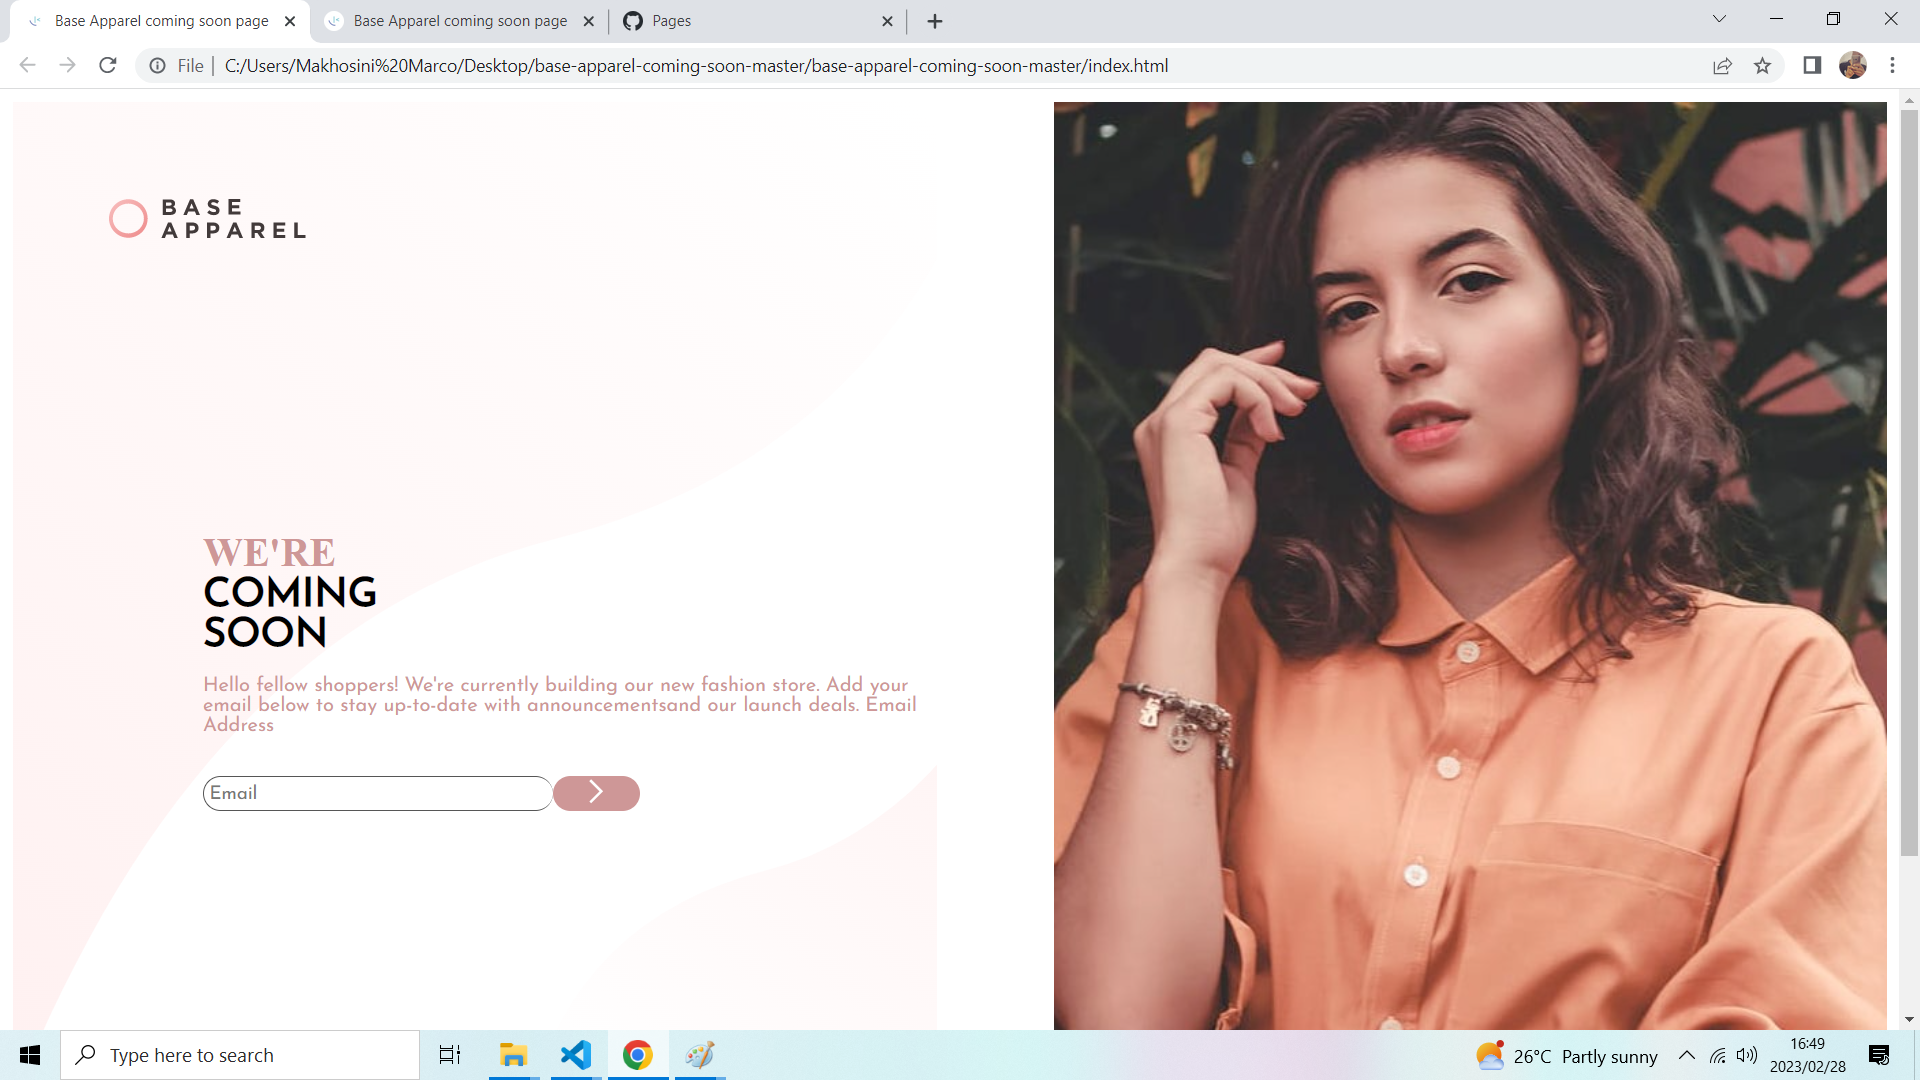 Base Apparel coming soon page
Base Apparel coming soon page
Pages
File
C:/Users/Makhosini%20Marco/Desktop/base-apparel-coming-soon-master/base-apparel-coming-soon-master/index.html
BASE
APPAREL
WE'RE
COMING
SOON
Hello fellow shoppers! We're currently building our new fashion store. Add your
email below to stay up-to-date with announcementsand our launch deals. Email
Address
Email
Type here to search
26°C Partly sunny
16:49
2023/02/28